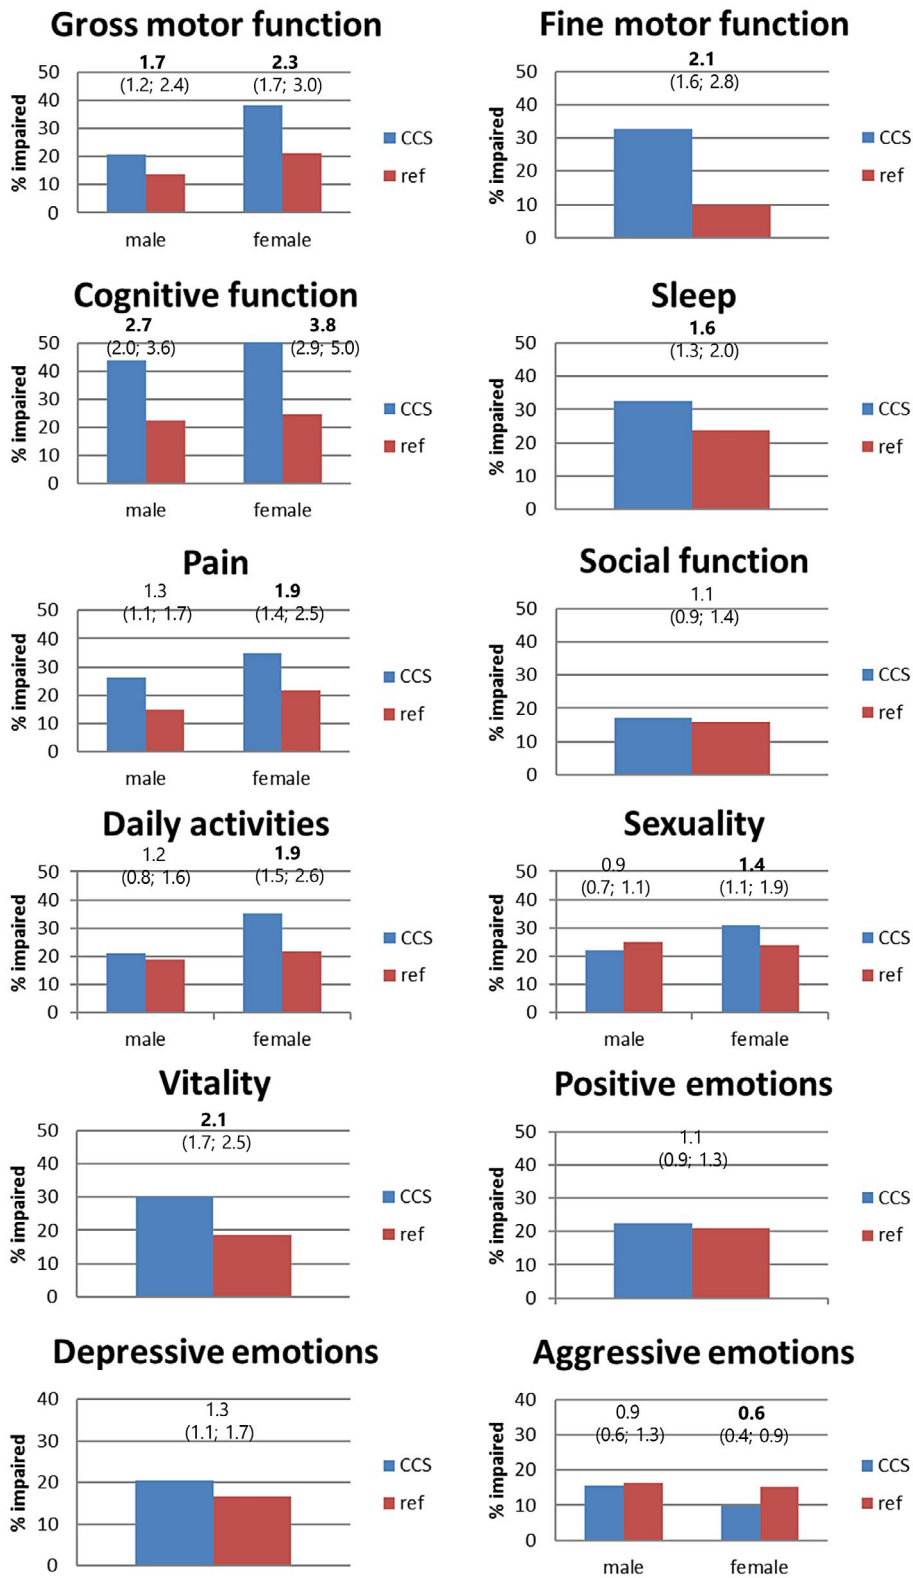 Gross motor function
1.7
2.3
(1.2; 2.4)
(1.7; 3.0)
% impaired
50
40
30
20
10
0
male
female
CCS
ref
Fine motor function
2.1
(1.6; 2.8)
% impaired
50
40
30
20
10
0
CCS
ref
Cognitive function
2.7
3.8
(2.0; 3.6)
(2.9; 5.0)
% impaired
50
40
30
20
10
0
male
female
CCS
ref
Sleep
1.6
(1.3; 2.0)
% impaired
50
40
30
20
10
0
CCS
ref
Pain
1.3
1.9
(1.1; 1.7)
(1.4; 2.5)
% impaired
50
40
30
20
10
0
male
female
CCS
ref
Social function
1.1
(0.9; 1.4)
% impaired
50
40
30
20
10
0
CCS
ref
Daily activities
1.2
1.9
(0.8; 1.6)
(1.5; 2.6)
% impaired
50
40
30
20
10
0
male
female
CCS
ref
Sexuality
0.9
1.4
(0.7; 1.1)
(1.1; 1.9)
% impaired
50
40
30
20
10
0
male
female
CCS
ref
Vitality
2.1
(1.7; 2.5)
% impaired
50
40
30
20
10
0
CCS
ref
Positive emotions
1.1
(0.9; 1.3)
% impaired
50
40
30
20
10
0
CCS
ref
Depressive emotions
1.3
(1.1; 1.7)
% impaired
40
30
20
10
0
CCS
ref
Aggressive emotions
0.9
0.6
(0.6; 1.3)
(0.4; 0.9)
% impaired
40
30
20
10
0
male
female
CCS
ref